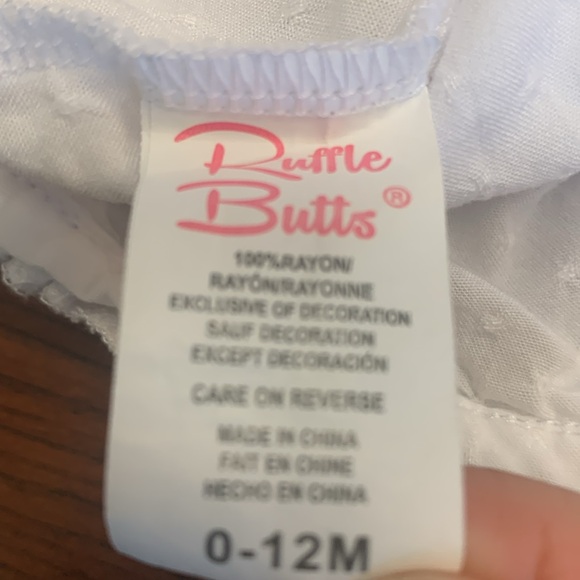 Ruffle
Butts®
100%RAYON/
RAYÓN/RAYONNE
EXCLUSIVE OF DECORATION
SAUF DECORATION
EXCEPT DECORACIÓN
CARE ON REVERSE
MADE IN CHINA
FAIT EN CHINE
HECHO EN CHINA
0-12M